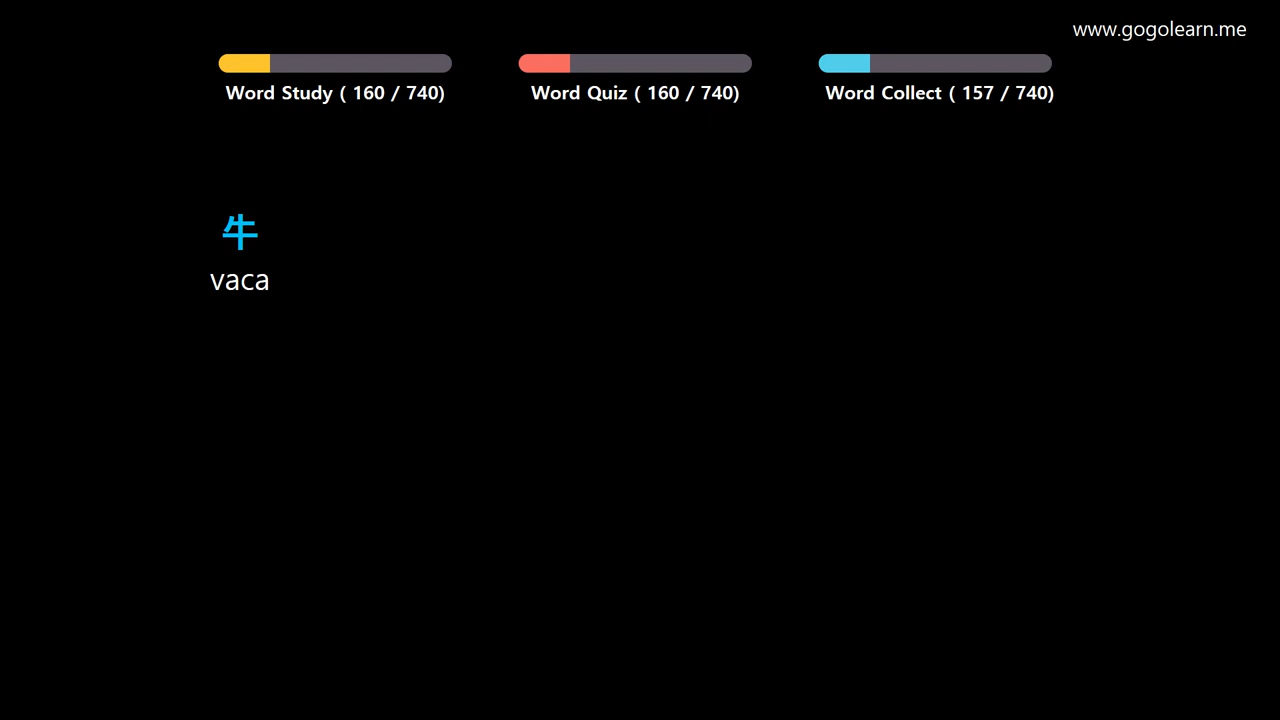 www.gogolearn.me
Word Study ( 160 / 740)
Word Quiz ( 160 / 740)
Word Collect ( 157 / 740)
牛
vaca